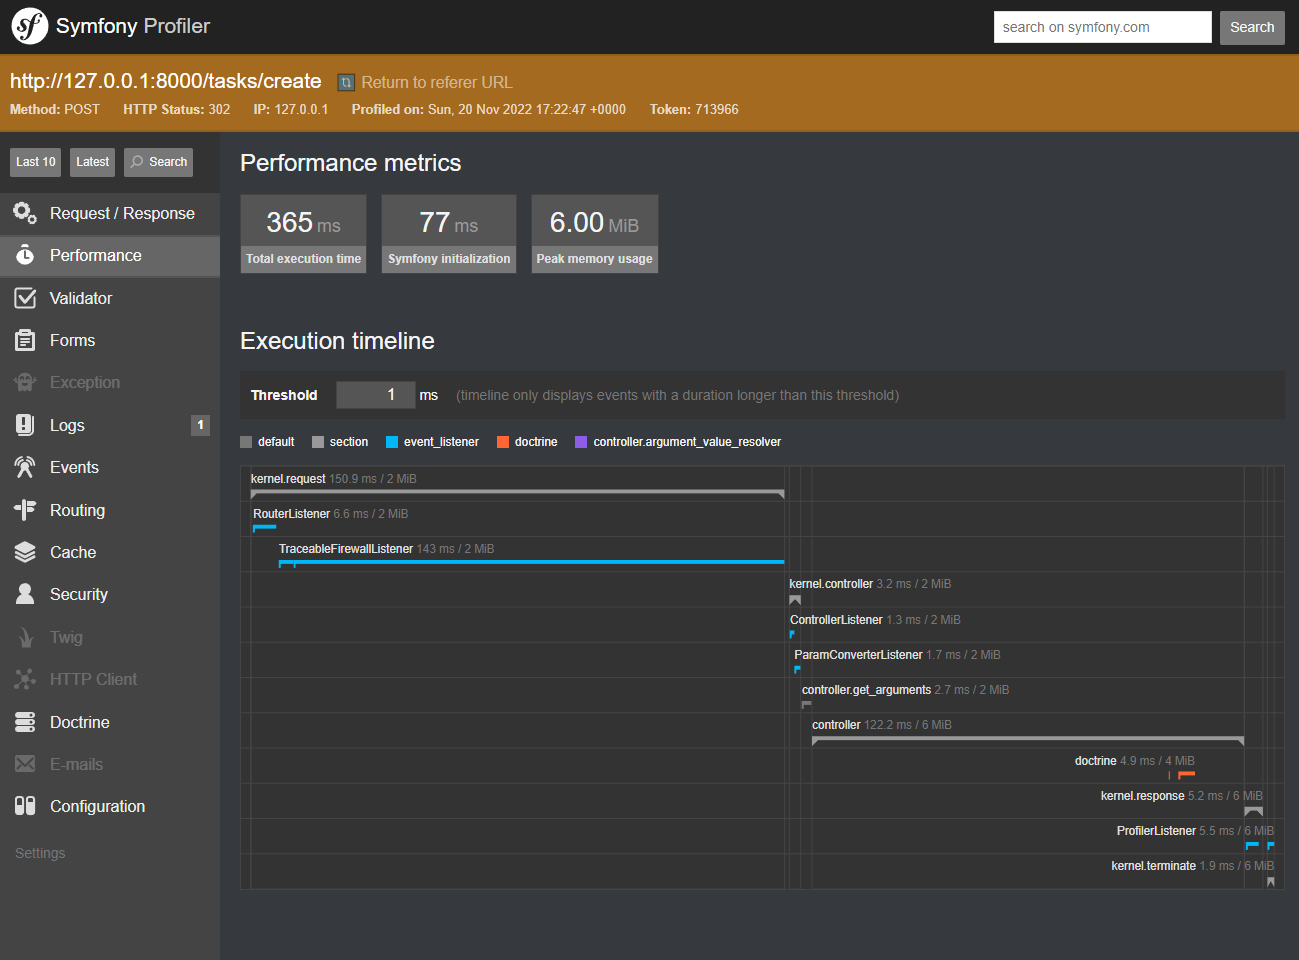 sf Symfony Profiler
search on symfony.com Search
http://127.0.0.1:8000/tasks/create Return to referer URL
Method: POST HTTP Status: 302 IP: 127.0.0.1 Profiled on: Sun, 20 Nov 2022 17:22:47 +0000 Token: 713966
Last 10 Latest Search
Request / Response
Performance
Validator
Forms
Exception
Logs 1
Events
Routing
Cache
Security
Twig
HTTP Client
Doctrine
E-mails
Configuration
Settings
Performance metrics
365 ms
Total execution time
77 ms
Symfony initialization
6.00 MiB
Peak memory usage
Execution timeline
Threshold 1 ms (timeline only displays events with a duration longer than this threshold)
default section event_listener doctrine controller.argument_value_resolver
kernel.request 150.9 ms / 2 MiB
RouterListener 6.6 ms / 2 MiB
TraceableFirewallListener 143 ms / 2 MiB
kernel.controller 3.2 ms / 2 MiB
ControllerListener 1.3 ms / 2 MiB
ParamConverterListener 1.7 ms / 2 MiB
controller.get_arguments 2.7 ms / 2 MiB
controller 122.2 ms / 6 MiB
doctrine 4.9 ms / 4 MiB
kernel.response 5.2 ms / 6 MiB
ProfilerListener 5.5 ms / 6 MiB
kernel.terminate 1.9 ms / 6 MiB